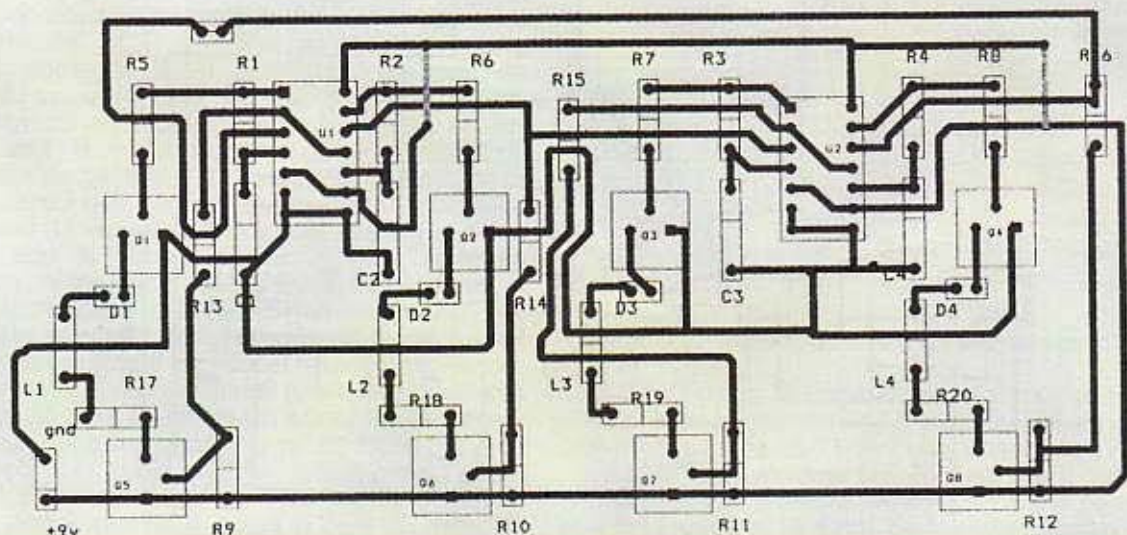 R5 R1 R2 R6 R15 R7 R3 R4 R8
U1 U2
Q1 Q2 Q3 Q4
D1 R13 C1 C2 D2 R14 D3 C3 L4 D4
L1 R17 L2 R18 L3 R19 L4 R20
gnd
Q5 Q6 Q7 Q8
+9v R9 R10 R11 R12